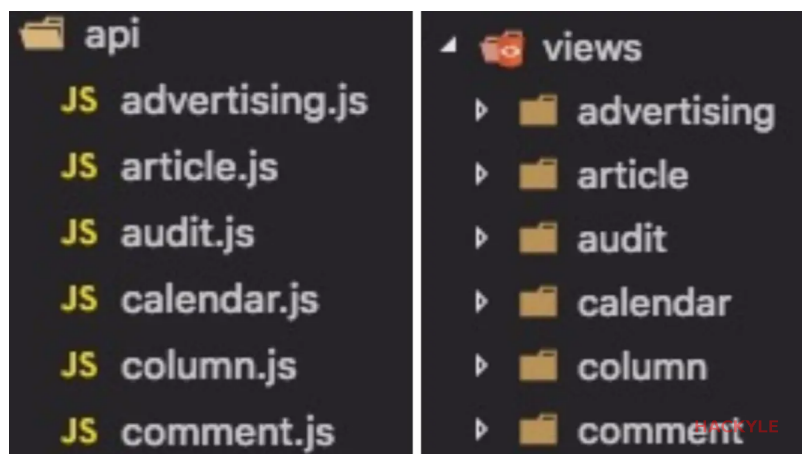 api
JS advertising.js
JS article.js
JS audit.js
JS calendar.js
JS column.js
JS comment.js
views
advertising
article
audit
calendar
column
comment
HACKYLE